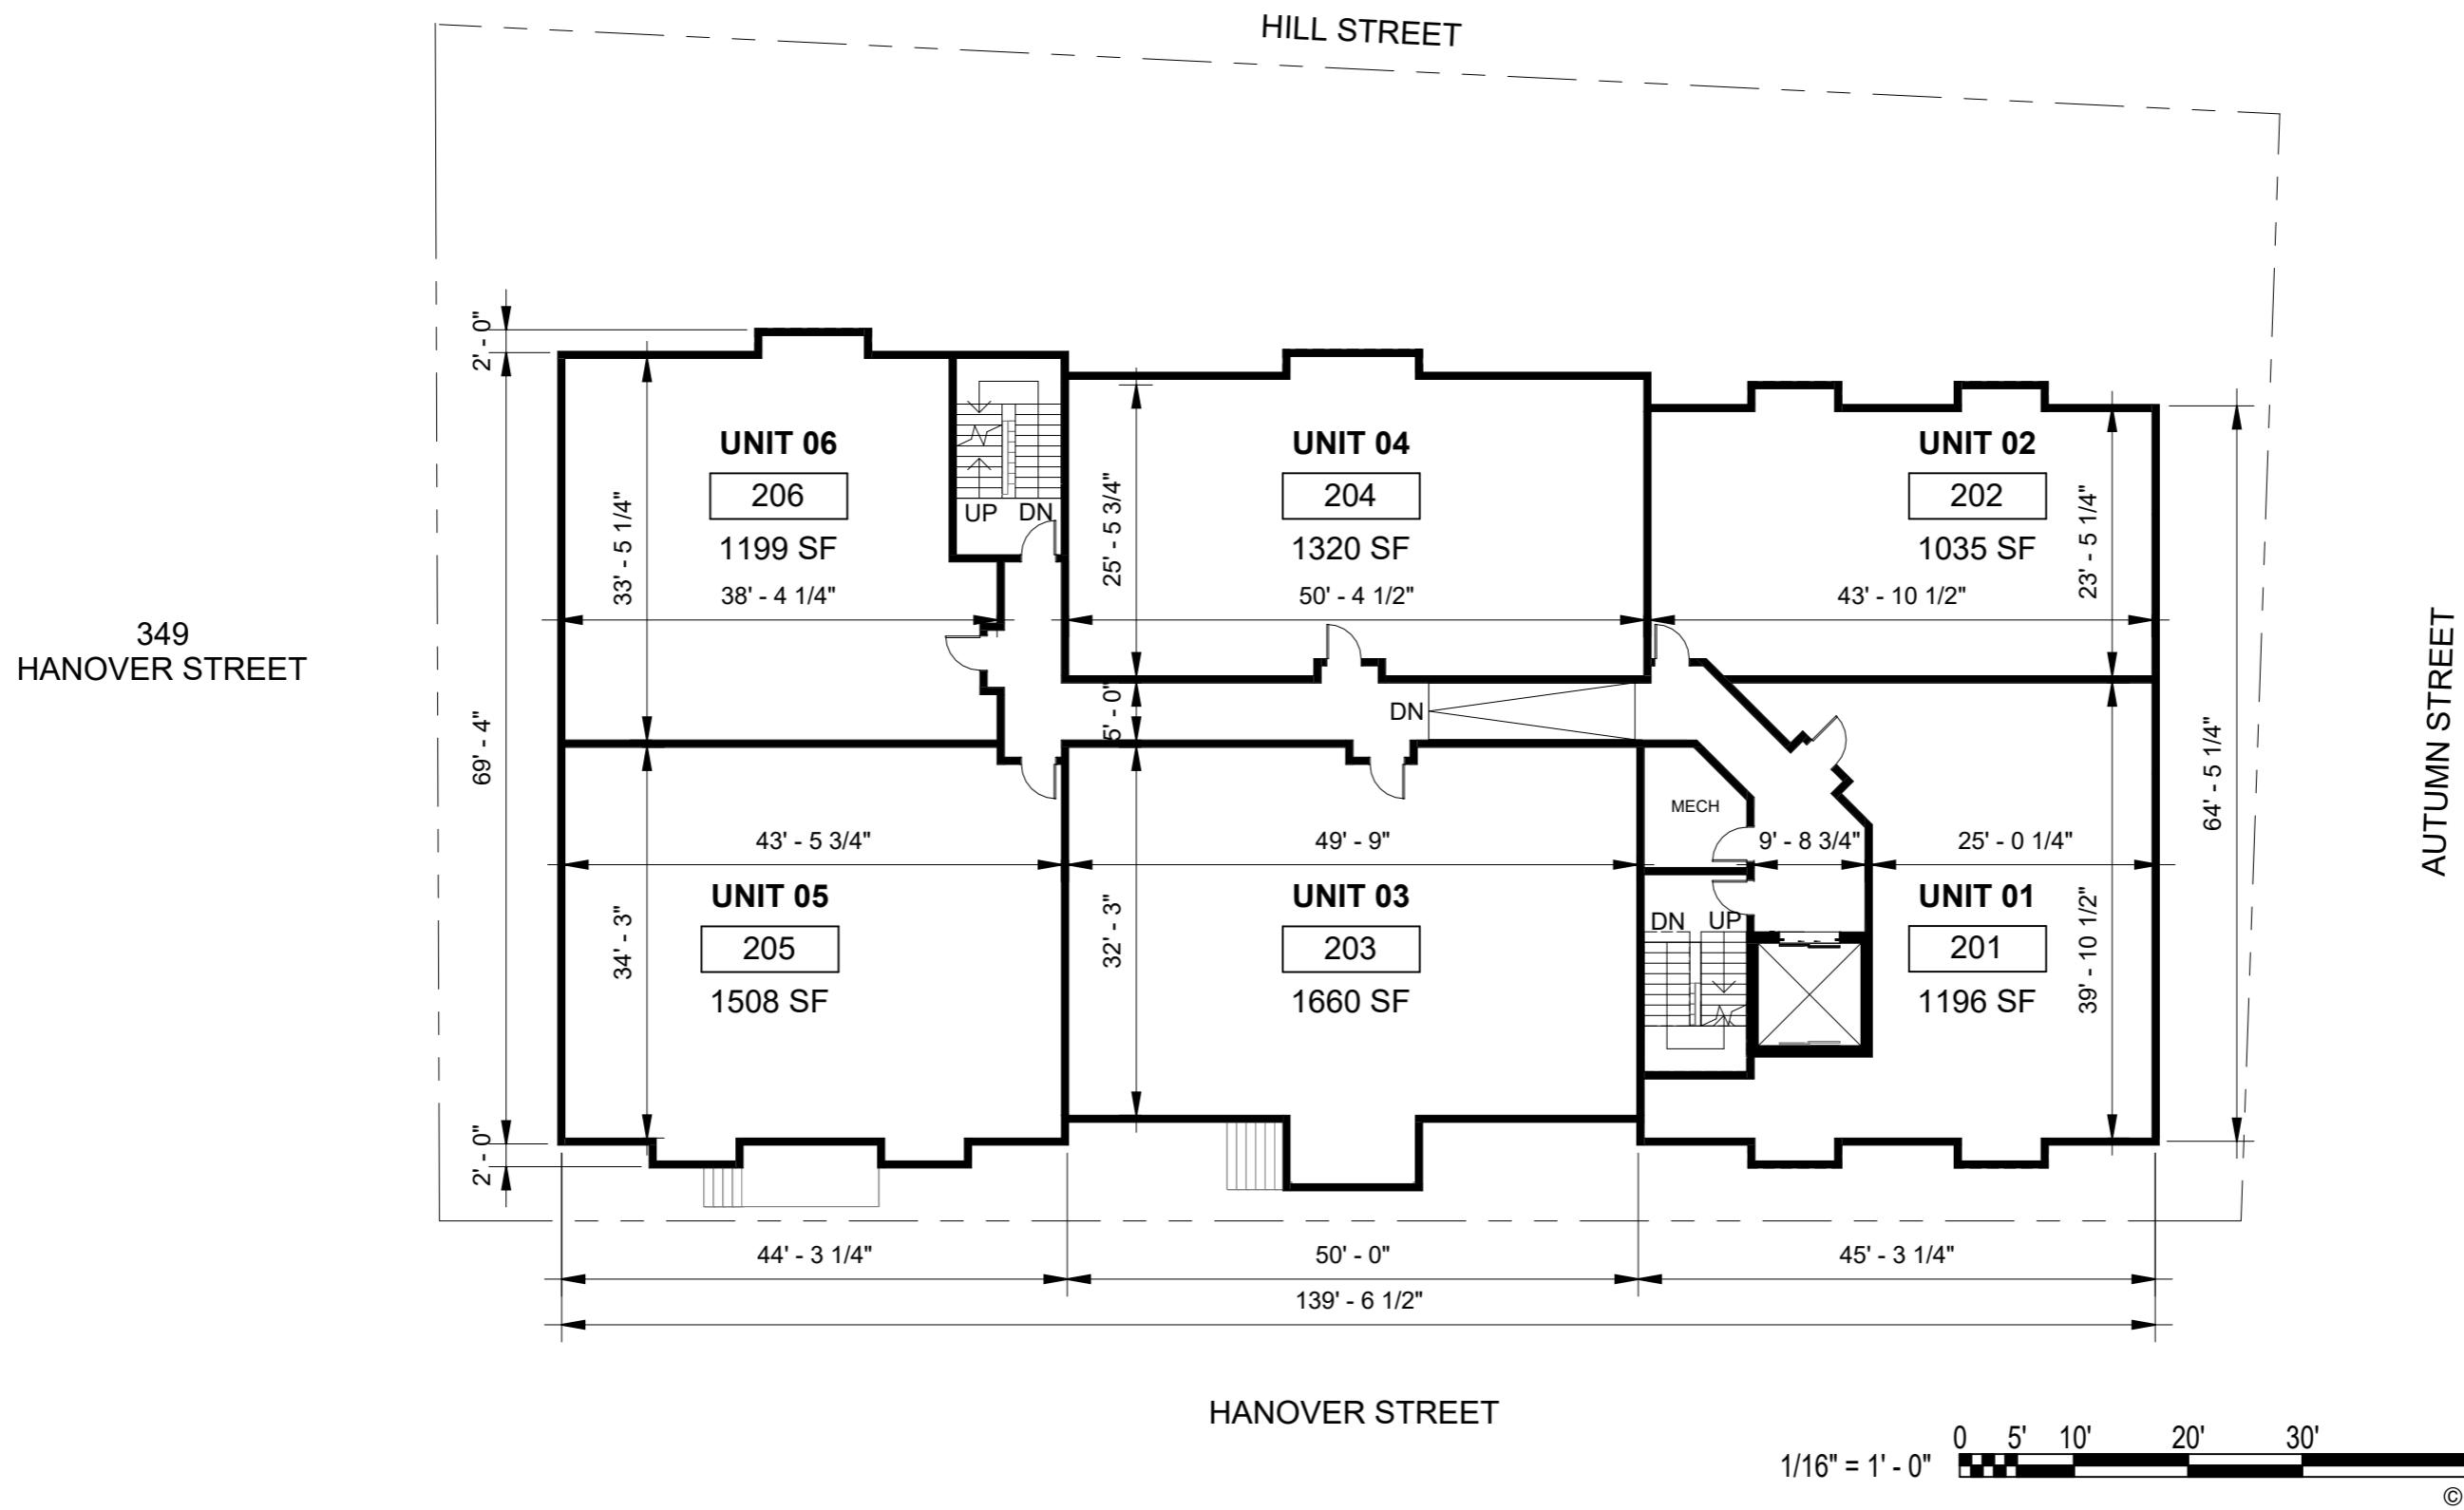 HILL STREET
2' - 0"
UNIT 06
206
1199 SF
33' - 5 1/4"
38' - 4 1/4"
UP
DN
UNIT 04
204
1320 SF
25' - 5 3/4"
50' - 4 1/2"
UNIT 02
202
1035 SF
23' - 5 1/4"
43' - 10 1/2"
349
HANOVER STREET
69' - 4"
5' - 0"
DN
AUTUMN STREET
64' - 5 1/4"
MECH
43' - 5 3/4"
UNIT 05
205
1508 SF
34' - 3"
49' - 9"
UNIT 03
203
1660 SF
32' - 3"
9' - 8 3/4"
25' - 0 1/4"
DN
UP
UNIT 01
201
1196 SF
39' - 10 1/2"
2' - 0"
44' - 3 1/4"
50' - 0"
45' - 3 1/4"
139' - 6 1/2"
HANOVER STREET
0 5' 10' 20' 30'
1/16" = 1' - 0"
©